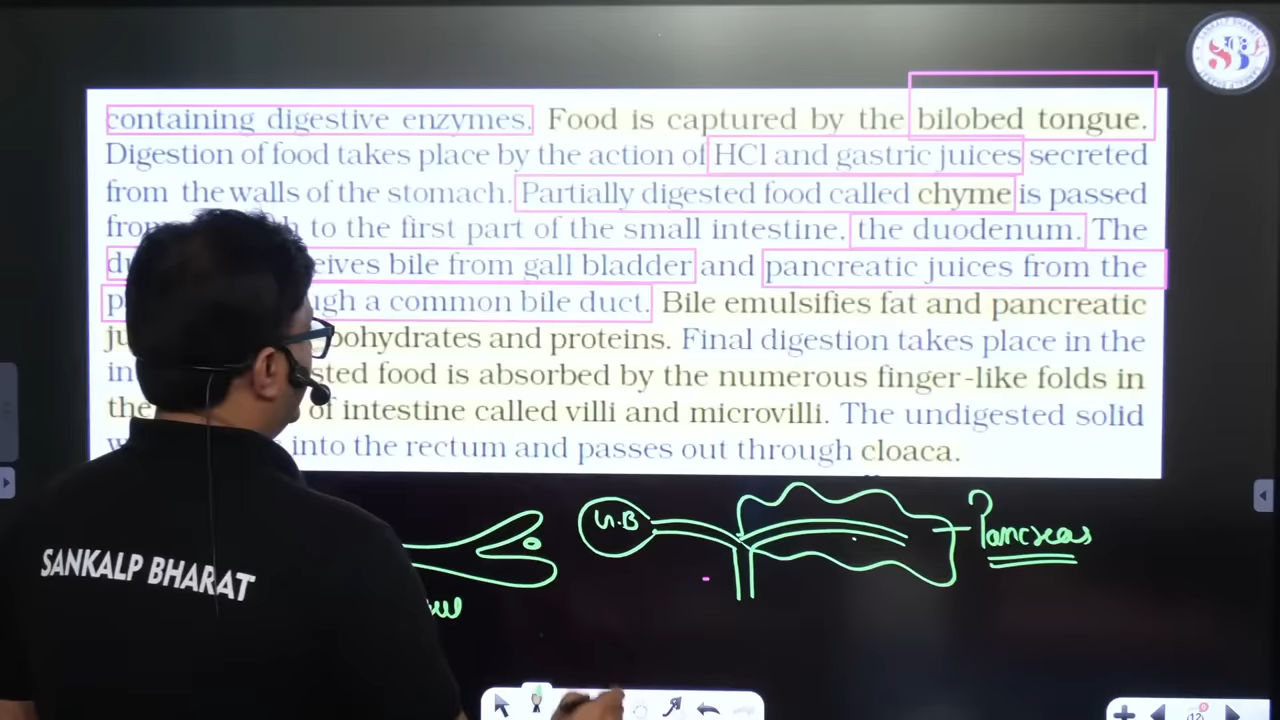 containing digestive enzymes. Food is captured by the bilobed tongue.
Digestion of food takes place by the action of HCl and gastric juices secreted
from the walls of the stomach. Partially digested food called chyme is passed
to the first part of the small intestine, the duodenum. The
bile from gall bladder and pancreatic juices from the
a common bile duct. Bile emulsifies fat and pancreatic
and proteins. Final digestion takes place in the
food is absorbed by the numerous finger-like folds in
the of intestine called villi and microvilli. The undigested solid
into the rectum and passes out through cloaca.
G.B
Pancreas
SANKALP BHARAT